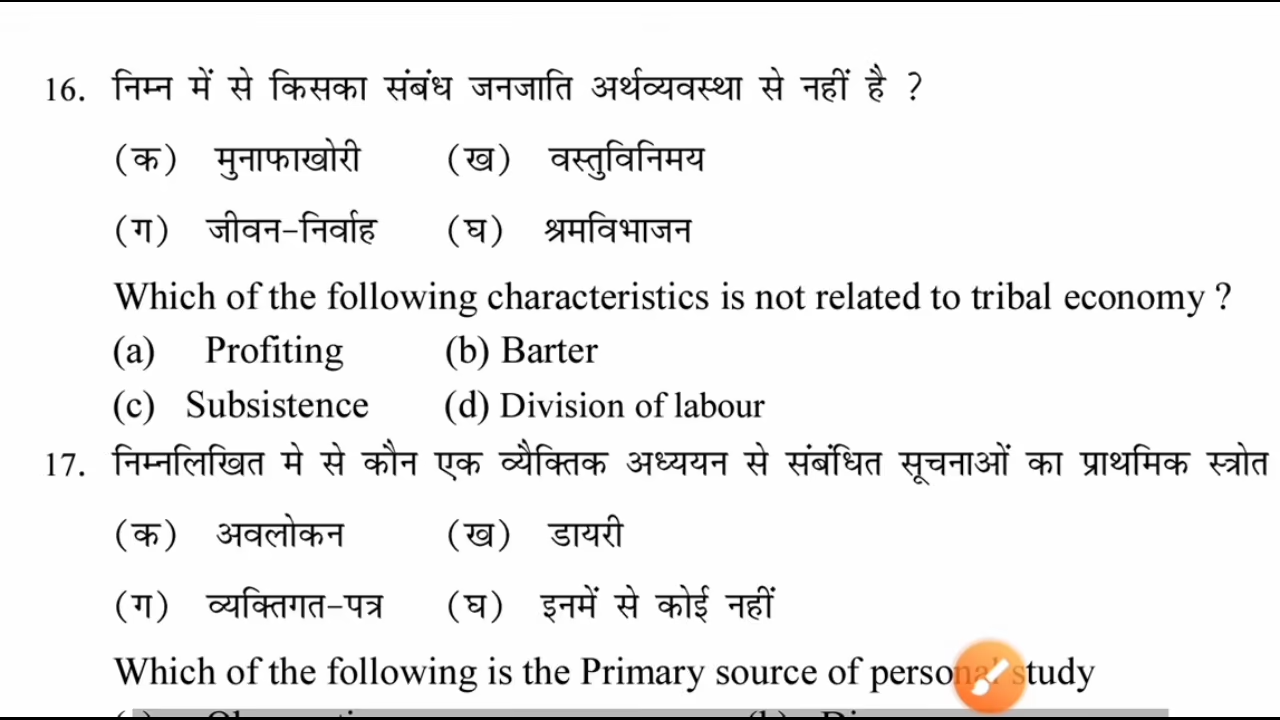 16. निम्न में से किसका संबंध जनजाति अर्थव्यवस्था से नहीं है ?
(क) मुनाफाखोरी (ख) वस्तुविनिमय
(ग) जीवन-निर्वाह (घ) श्रमविभाजन
Which of the following characteristics is not related to tribal economy ?
(a) Profiting (b) Barter
(c) Subsistence (d) Division of labour
17. निम्नलिखित मे से कौन एक व्यैक्तिक अध्ययन से संबंधित सूचनाओं का प्राथमिक स्त्रोत
(क) अवलोकन (ख) डायरी
(ग) व्यक्तिगत-पत्र (घ) इनमें से कोई नहीं
Which of the following is the Primary source of personal study